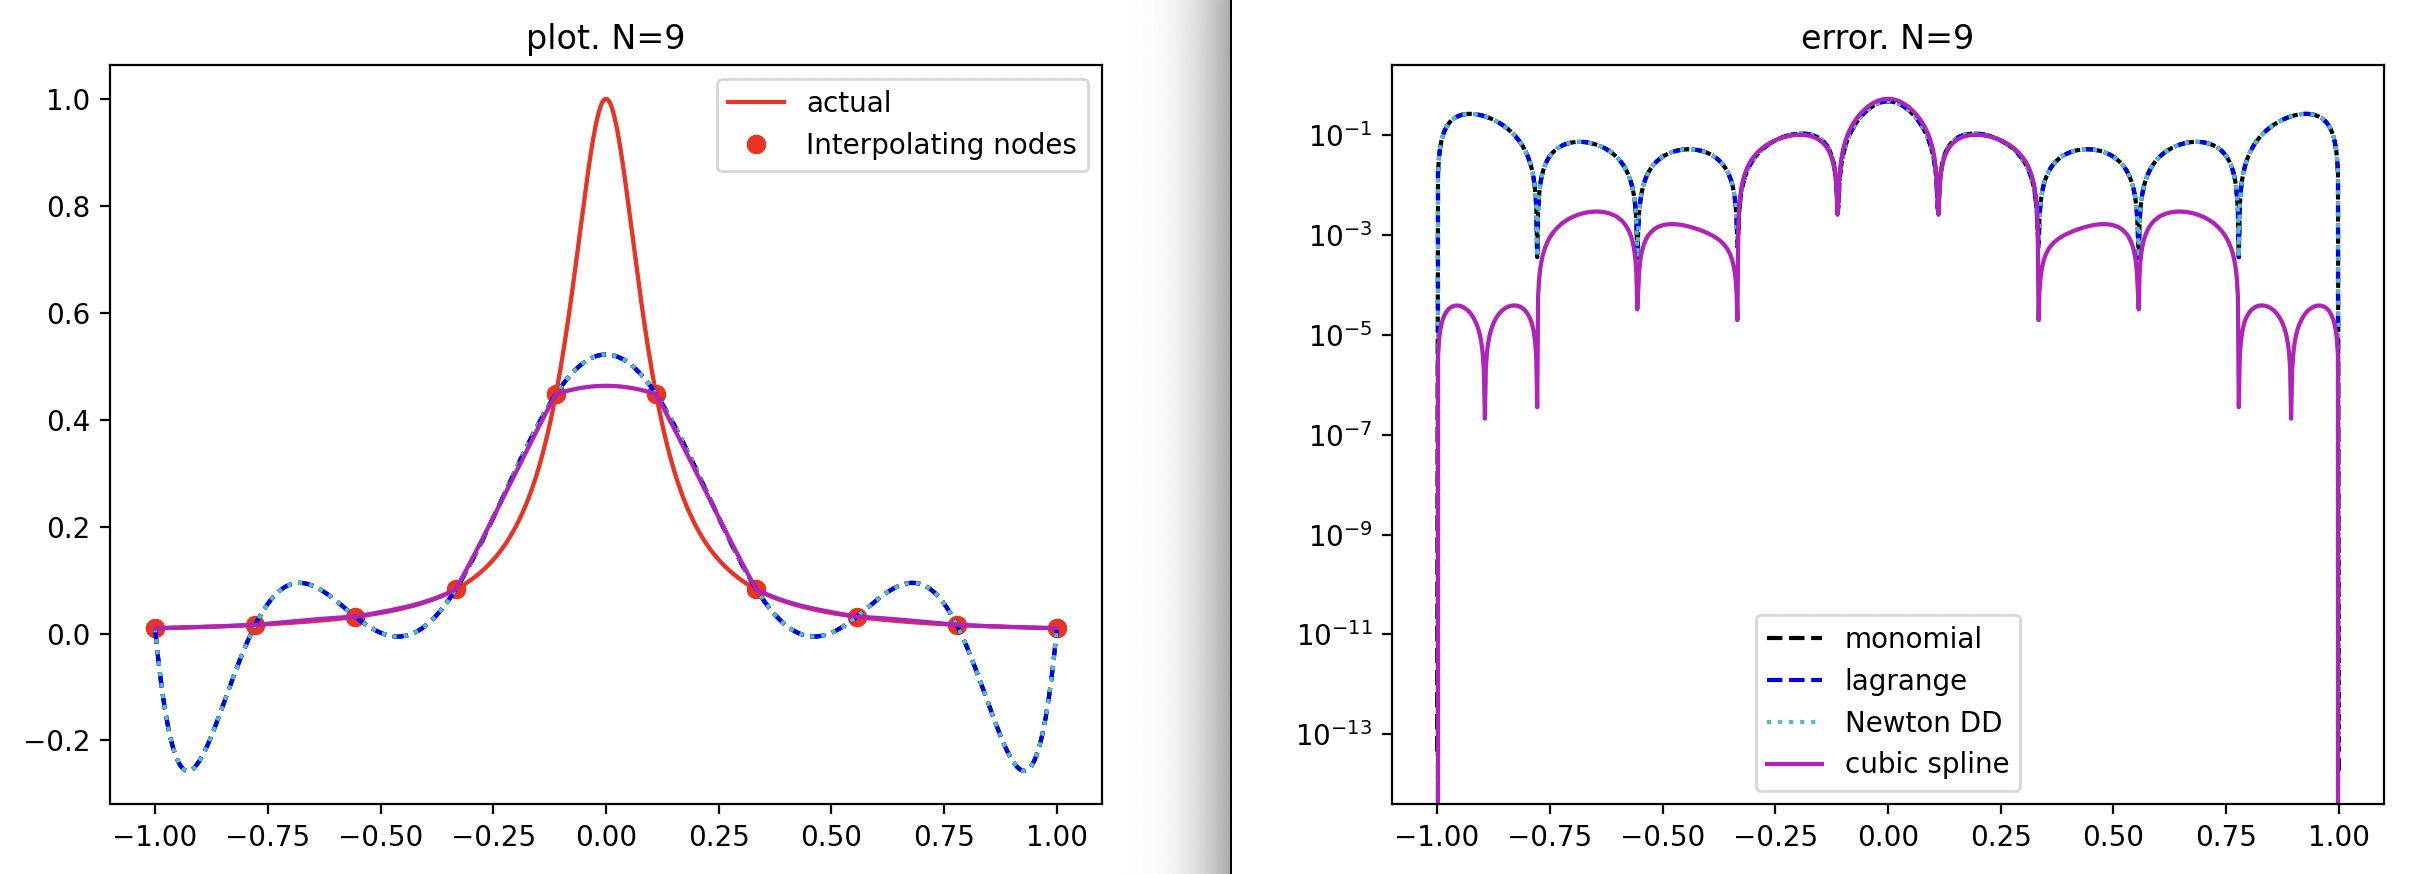 plot. N=9
1.0
0.8
0.6
0.4
0.2
0.0
−0.2
−1.00 −0.75 −0.50 −0.25 0.00 0.25 0.50 0.75 1.00
actual
Interpolating nodes
error. N=9
10⁻¹
10⁻³
10⁻⁵
10⁻⁷
10⁻⁹
10⁻¹¹
10⁻¹³
−1.00 −0.75 −0.50 −0.25 0.00 0.25 0.50 0.75 1.00
monomial
lagrange
Newton DD
cubic spline